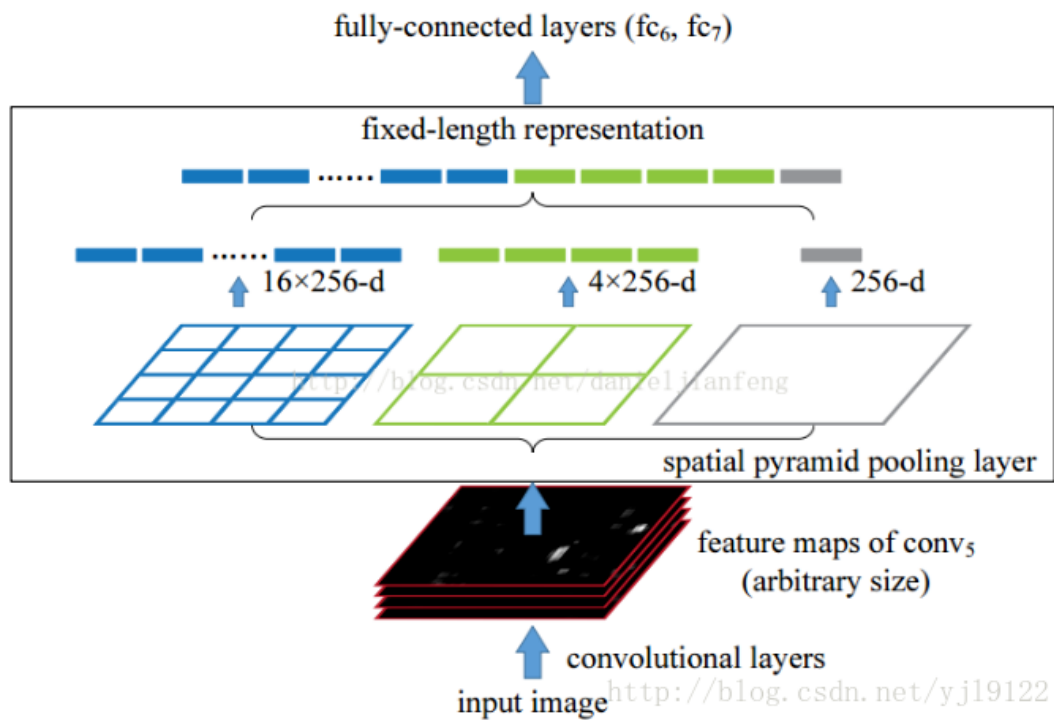 fully-connected layers (fc₆, fc₇)
fixed-length representation
......
......
16×256-d
4×256-d
256-d
http://blog.csdn.net/danieljianfeng
spatial pyramid pooling layer
feature maps of conv₅
(arbitrary size)
convolutional layers
input image
http://blog.csdn.net/yjl9122